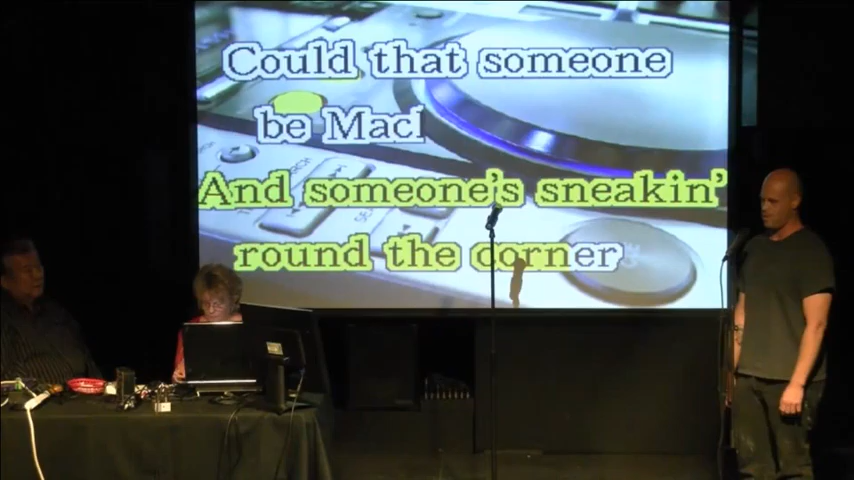 Could that someone
be Mac
And someone's sneakin'
round the corner